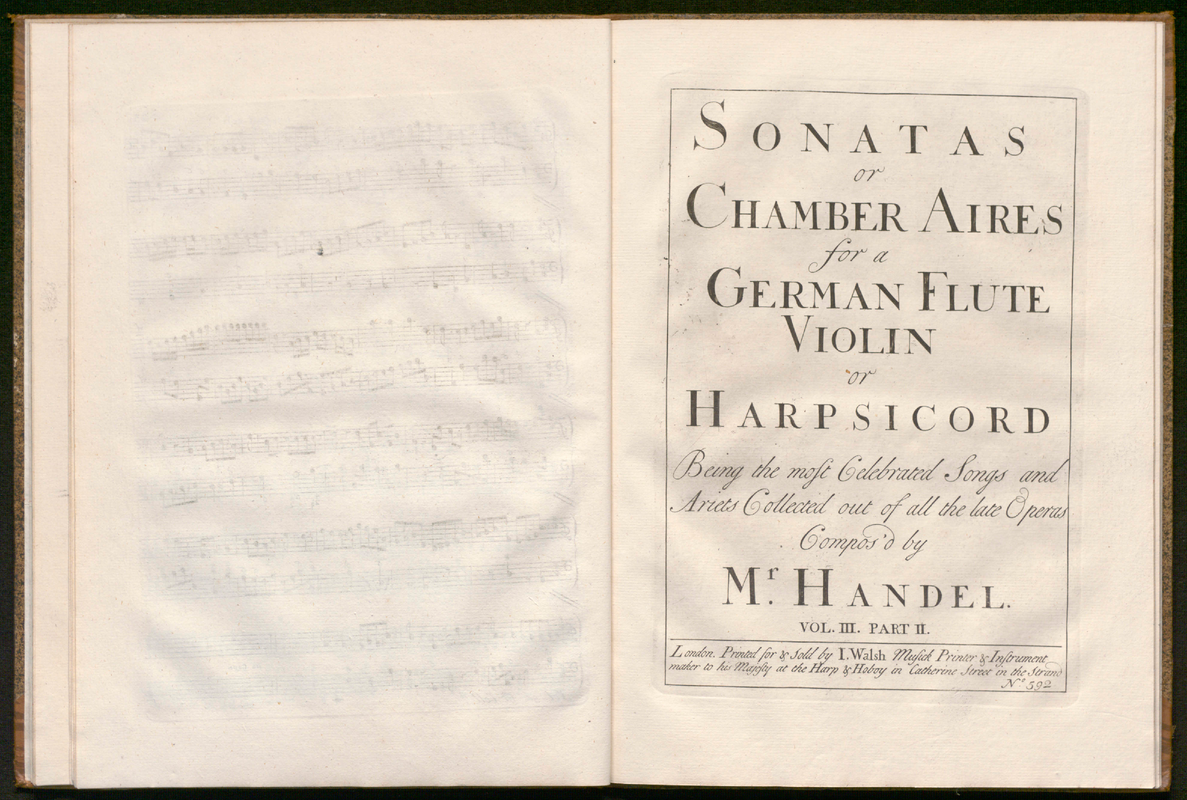 SONATAS
or
CHAMBER AIRES
for a
GERMAN FLUTE
VIOLIN
or
HARPSICORD
Being the moſt Celebrated Songs and
Ariets Collected out of all the late Operas
Compos'd by
Mr. HANDEL.
VOL. III. PART II.
London. Printed for & Sold by I. Walsh Muſick Printer & Inſtrument
maker to his Majeſty at the Harp & Hoboy in Catherine Street in the Strand
No 592